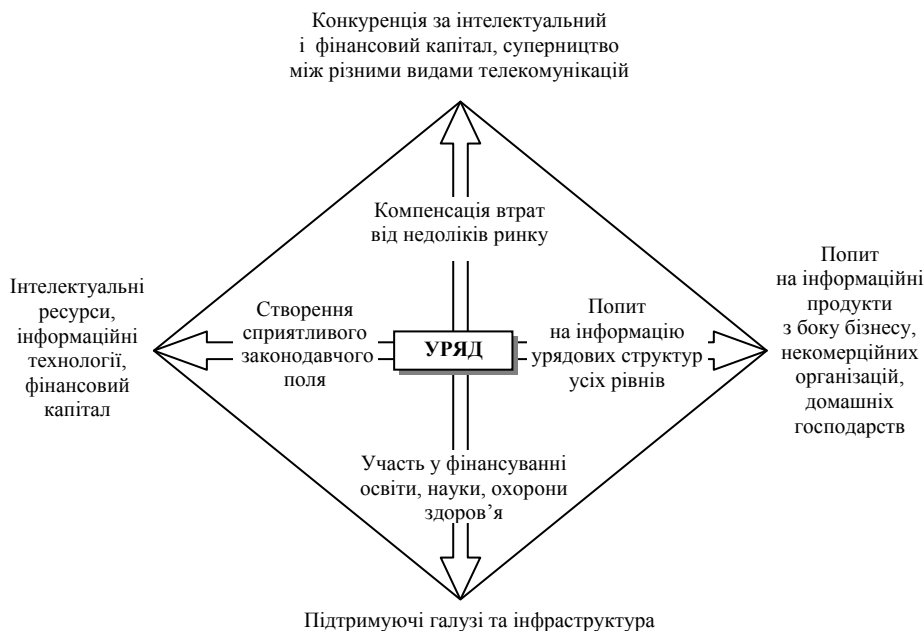 Конкуренція за інтелектуальний
і фінансовий капітал, суперництво
між різними видами телекомунікацій
Компенсація втрат
від недоліків ринку
Інтелектуальні
ресурси,
інформаційні
технології,
фінансовий
капітал
Створення
сприятливого
законодавчого
поля
УРЯД
Попит
на інформацію
урядових структур
усіх рівнів
Попит
на інформаційні
продукти
з боку бізнесу,
некомерційних
організацій,
домашніх
господарств
Участь у фінансуванні
освіти, науки, охорони
здоров’я
Підтримуючі галузі та інфраструктура